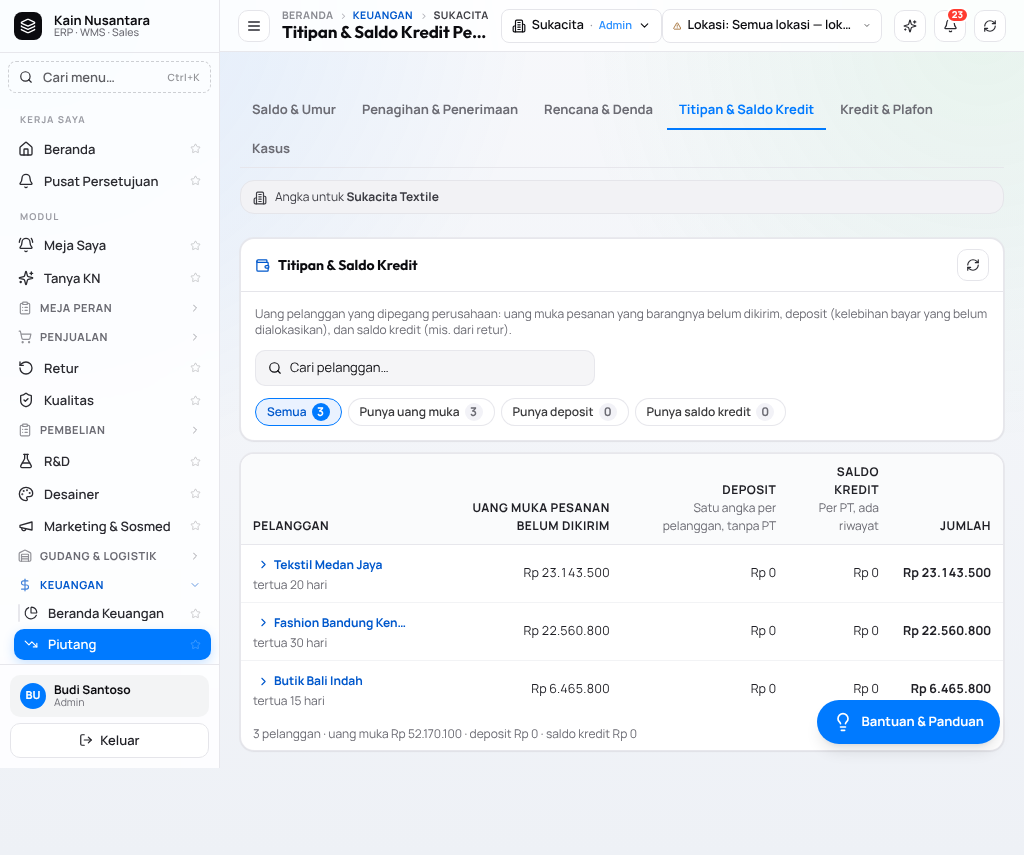 Kain Nusantara
ERP · WMS · Sales
Cari menu... Ctrl+K
KERJA SAYA
Beranda
Pusat Persetujuan
MODUL
Meja Saya
Tanya KN
MEJA PERAN
PENJUALAN
Retur
Kualitas
PEMBELIAN
R&D
Desainer
Marketing & Sosmed
GUDANG & LOGISTIK
KEUANGAN
Beranda Keuangan
Piutang
BU
Budi Santoso
Admin
Keluar
BERANDA > KEUANGAN > SUKACITA
Titipan & Saldo Kredit Pe...
Sukacita · Admin
Lokasi: Semua lokasi — lok...
23
Saldo & Umur
Penagihan & Penerimaan
Rencana & Denda
Titipan & Saldo Kredit
Kredit & Plafon
Kasus
Angka untuk Sukacita Textile
Titipan & Saldo Kredit
Uang pelanggan yang dipegang perusahaan: uang muka pesanan yang barangnya belum dikirim, deposit (kelebihan bayar yang belum
dialokasikan), dan saldo kredit (mis. dari retur).
Cari pelanggan...
Semua 3
Punya uang muka 3
Punya deposit 0
Punya saldo kredit 0
PELANGGAN
UANG MUKA PESANAN
BELUM DIKIRIM
DEPOSIT
Satu angka per
pelanggan, tanpa PT
SALDO
KREDIT
Per PT, ada
riwayat
JUMLAH
Tekstil Medan Jaya
tertua 20 hari
Rp 23.143.500 Rp 0 Rp 0 Rp 23.143.500
Fashion Bandung Ken...
tertua 30 hari
Rp 22.560.800 Rp 0 Rp 0 Rp 22.560.800
Butik Bali Indah
tertua 15 hari
Rp 6.465.800 Rp 0 Rp 0 Rp 6.465.800
3 pelanggan · uang muka Rp 52.170.100 · deposit Rp 0 · saldo kredit Rp 0
Bantuan & Panduan